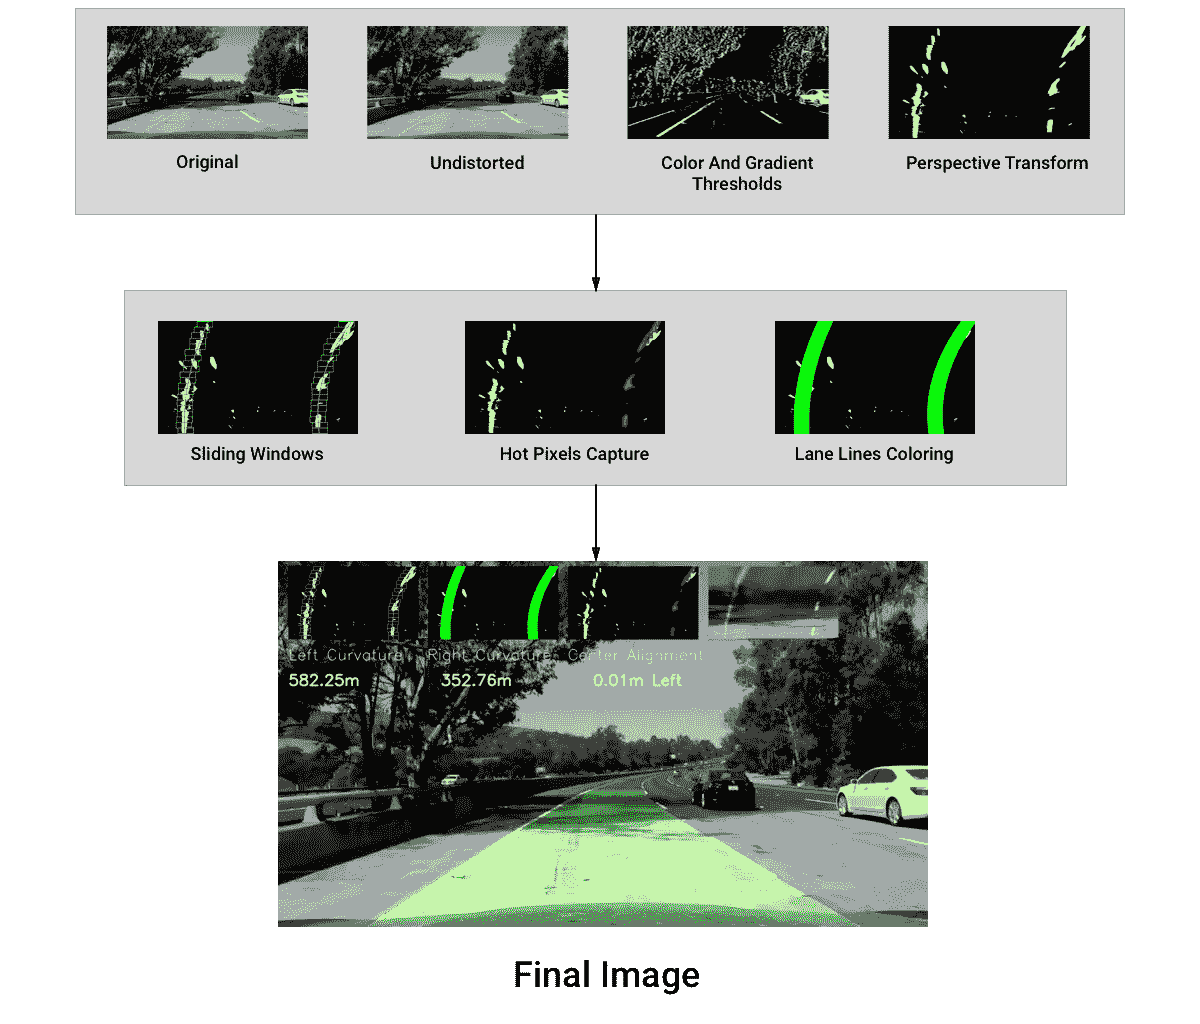 Original
Undistorted
Color And Gradient
Thresholds
Perspective Transform
Sliding Windows
Hot Pixels Capture
Lane Lines Coloring
Left Curvature
Right Curvature
Center Alignment
582.25m
352.76m
0.01m Left
Final Image